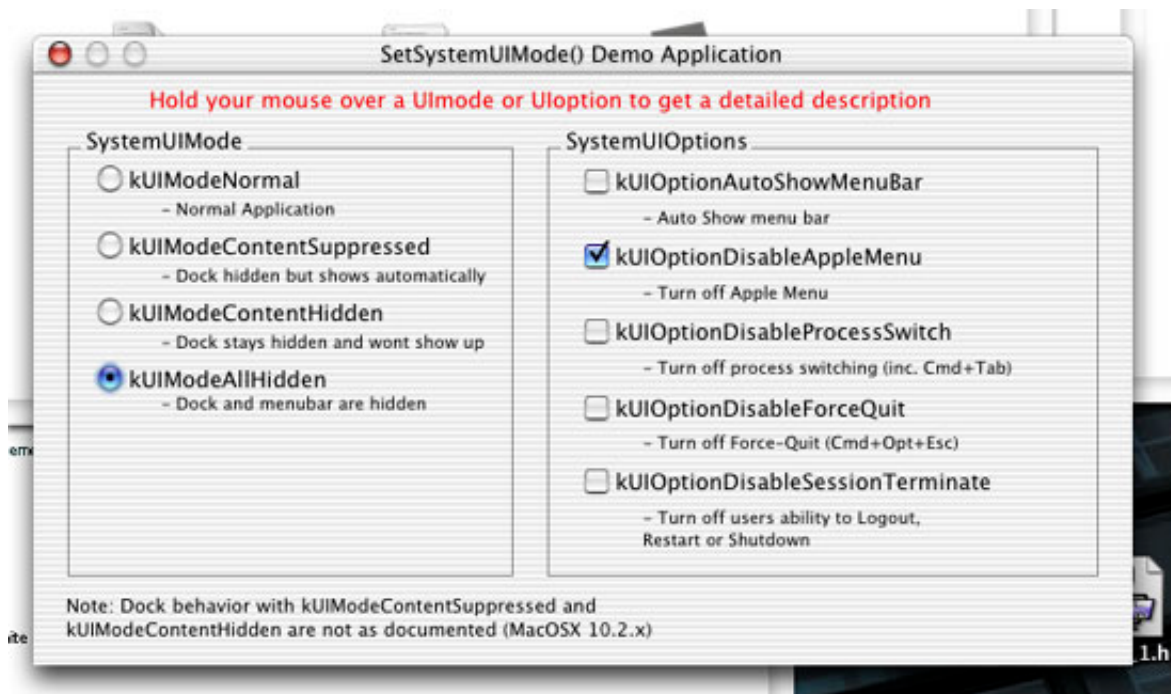 SetSystemUIMode() Demo Application
Hold your mouse over a UImode or UIoption to get a detailed description
SystemUIMode
kUIModeNormal
- Normal Application
kUIModeContentSuppressed
- Dock hidden but shows automatically
kUIModeContentHidden
- Dock stays hidden and wont show up
kUIModeAllHidden
- Dock and menubar are hidden
SystemUIOptions
kUIOptionAutoShowMenuBar
- Auto Show menu bar
kUIOptionDisableAppleMenu
- Turn off Apple Menu
kUIOptionDisableProcessSwitch
- Turn off process switching (inc. Cmd+Tab)
kUIOptionDisableForceQuit
- Turn off Force-Quit (Cmd+Opt+Esc)
kUIOptionDisableSessionTerminate
- Turn off users ability to Logout,
Restart or Shutdown
Note: Dock behavior with kUIModeContentSuppressed and
kUIModeContentHidden are not as documented (MacOSX 10.2.x)
_1.h